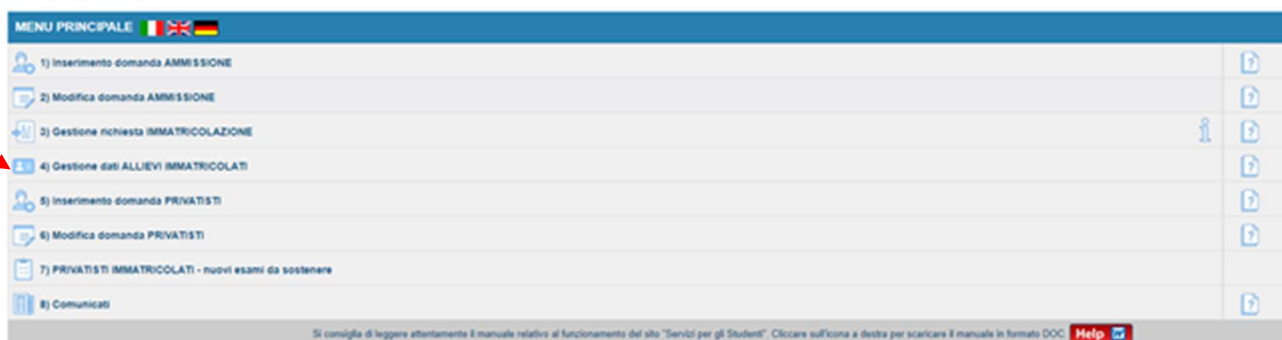 MENU PRINCIPALE
1) Inserimento domanda AMMISSIONE
2) Modifica domanda AMMISSIONE
3) Gestione richiesta IMMATRICOLAZIONE
4) Gestione dati ALLIEVI IMMATRICOLATI
5) Inserimento domanda PRIVATISTI
6) Modifica domanda PRIVATISTI
7) PRIVATISTI IMMATRICOLATI - nuovi esami da sostenere
8) Comunicati
Si consiglia di leggere attentamente il manuale relativo al funzionamento del sito "Servizi per gli Studenti". Cliccare sull'icona a destra per scaricare il manuale in formato DOC Help